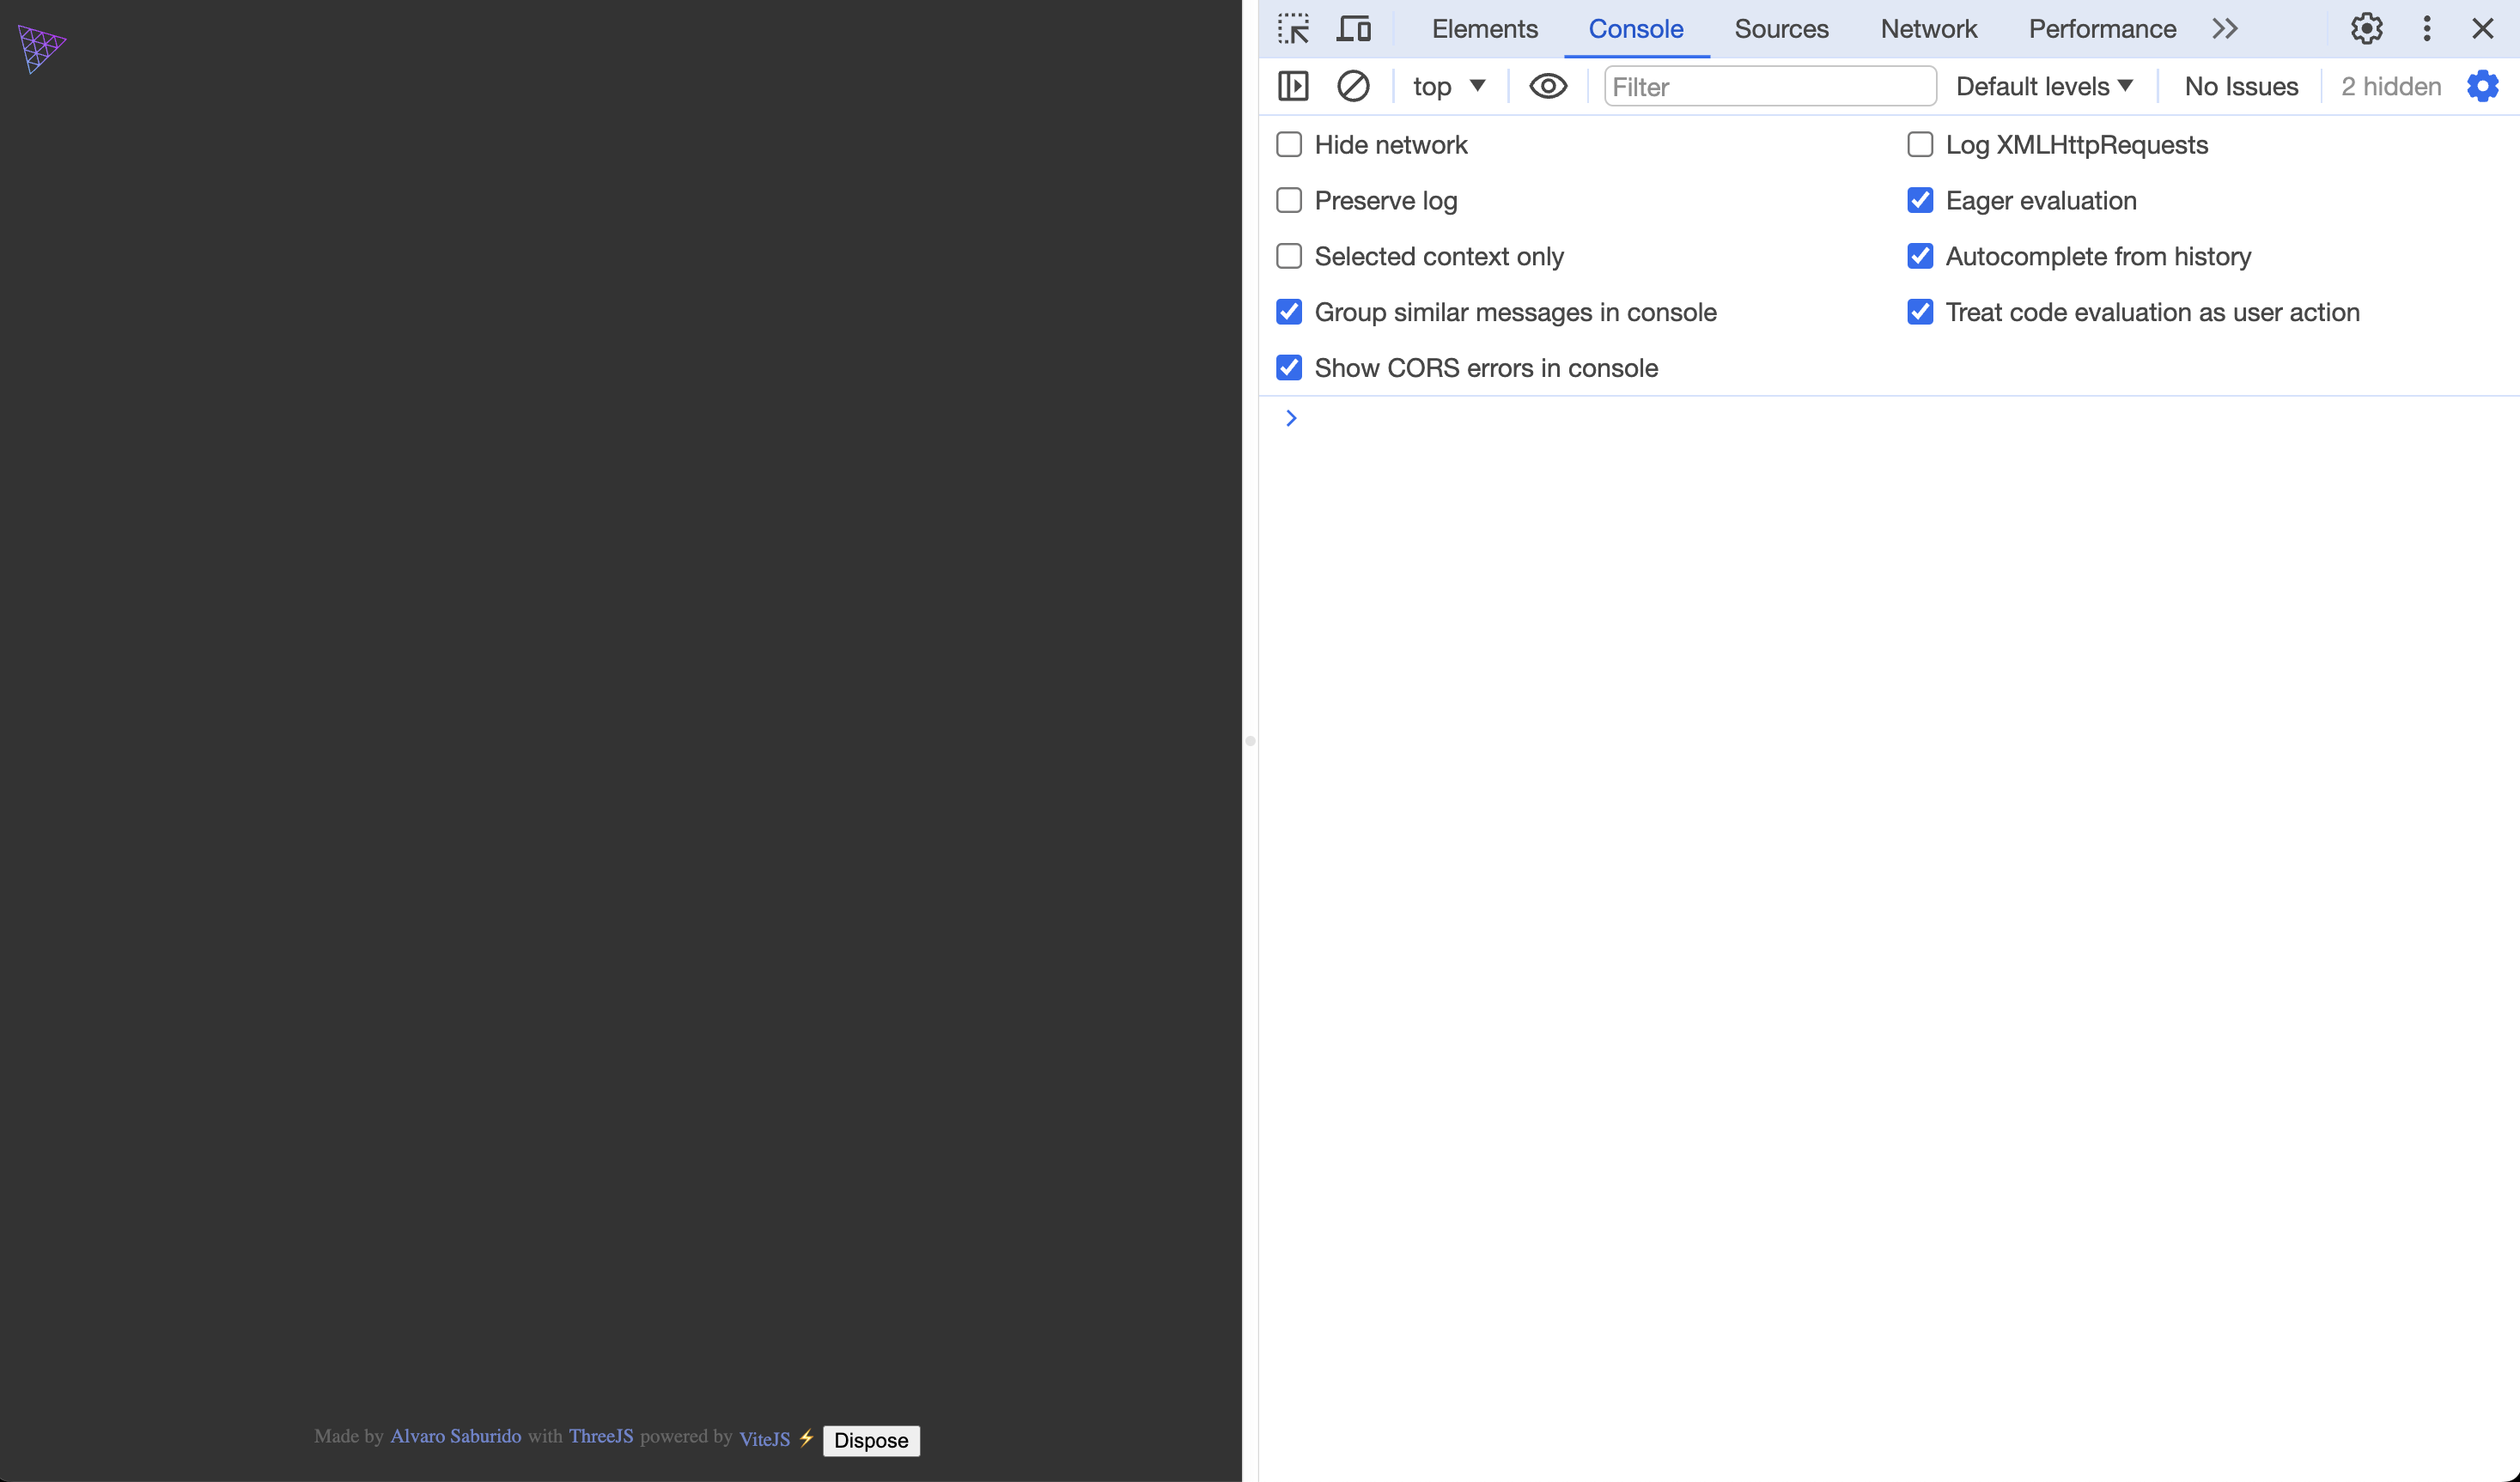 Elements Console Sources Network Performance
top Filter Default levels No Issues 2 hidden
Hide network Log XMLHttpRequests
Preserve log Eager evaluation
Selected context only Autocomplete from history
Group similar messages in console Treat code evaluation as user action
Show CORS errors in console
Made by Alvaro Saburido with ThreeJS powered by ViteJS ⚡ Dispose